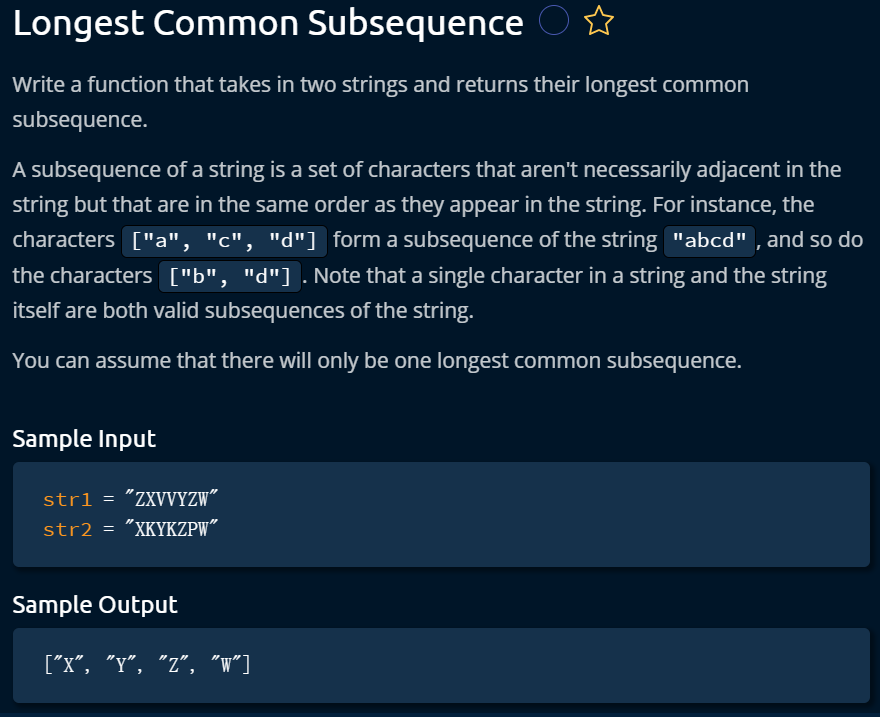 Longest Common Subsequence
Write a function that takes in two strings and returns their longest common
subsequence.
A subsequence of a string is a set of characters that aren't necessarily adjacent in the
string but that are in the same order as they appear in the string. For instance, the
characters ["a", "c", "d"] form a subsequence of the string "abcd", and so do
the characters ["b", "d"]. Note that a single character in a string and the string
itself are both valid subsequences of the string.
You can assume that there will only be one longest common subsequence.
Sample Input
str1 = "ZXVVYZW"
str2 = "XKYKZPW"
Sample Output
["X", "Y", "Z", "W"]